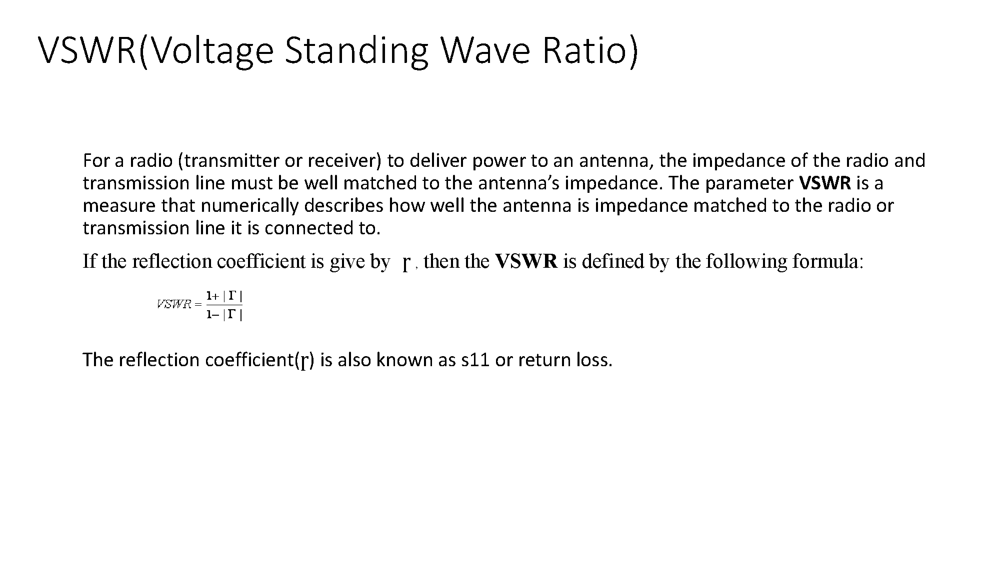 VSWR(Voltage Standing Wave Ratio)
For a radio (transmitter or receiver) to deliver power to an antenna, the impedance of the radio and
transmission line must be well matched to the antenna’s impedance. The parameter VSWR is a
measure that numerically describes how well the antenna is impedance matched to the radio or
transmission line it is connected to.
If the reflection coefficient is give by ɼ , then the VSWR is defined by the following formula:
VSWR = (1+ | Γ |) / (1− | Γ |)
The reflection coefficient(ɼ) is also known as s11 or return loss.